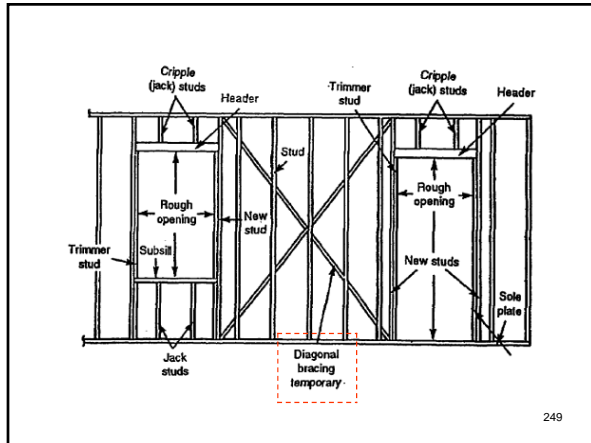 Cripple
(jack) studs
Header
Trimmer
stud
Cripple
(jack) studs
Header
Stud
Rough
opening
New
stud
Rough
opening
Trimmer
stud
Subsill
New studs
Sole
plate
Jack
studs
Diagonal
bracing
temporary
249